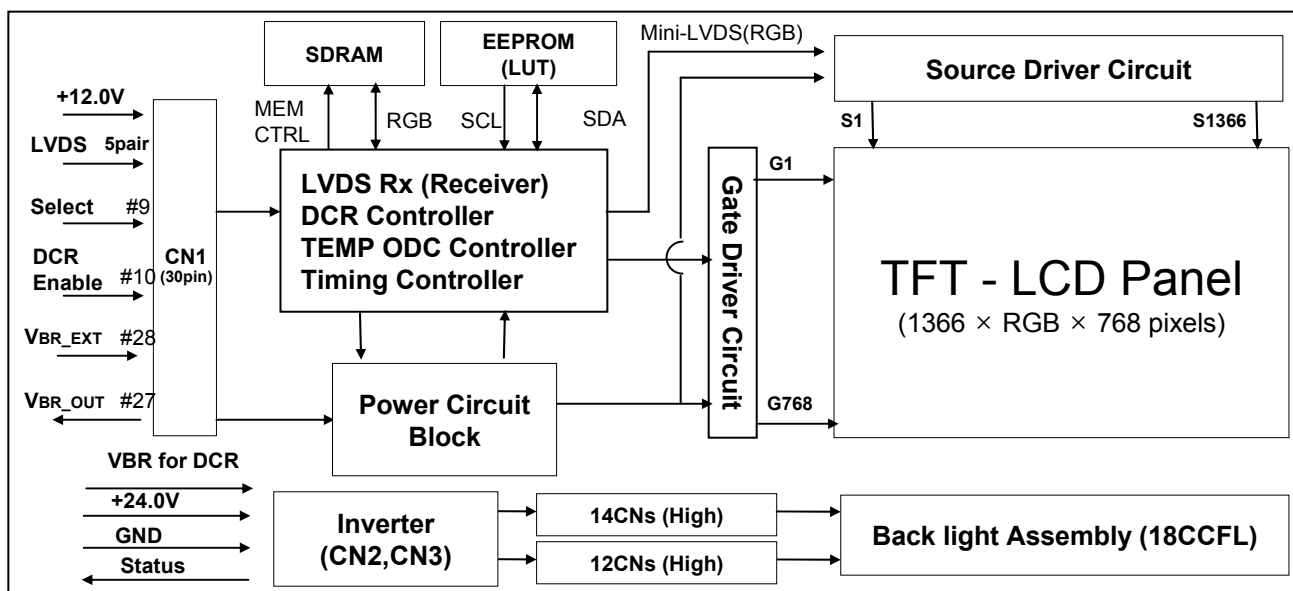 SDRAM
EEPROM
(LUT)
Mini-LVDS(RGB)
Source Driver Circuit
+12.0V
MEM
CTRL
RGB
SCL
SDA
S1
S1366
LVDS 5pair
Select #9
DCR
Enable #10
VBR_EXT #28
VBR_OUT #27
CN1
(30pin)
LVDS Rx (Receiver)
DCR Controller
TEMP ODC Controller
Timing Controller
Gate Driver Circuit
G1
G768
TFT - LCD Panel
(1366 × RGB × 768 pixels)
Power Circuit
Block
VBR for DCR
+24.0V
GND
Status
Inverter
(CN2,CN3)
14CNs (High)
12CNs (High)
Back light Assembly (18CCFL)